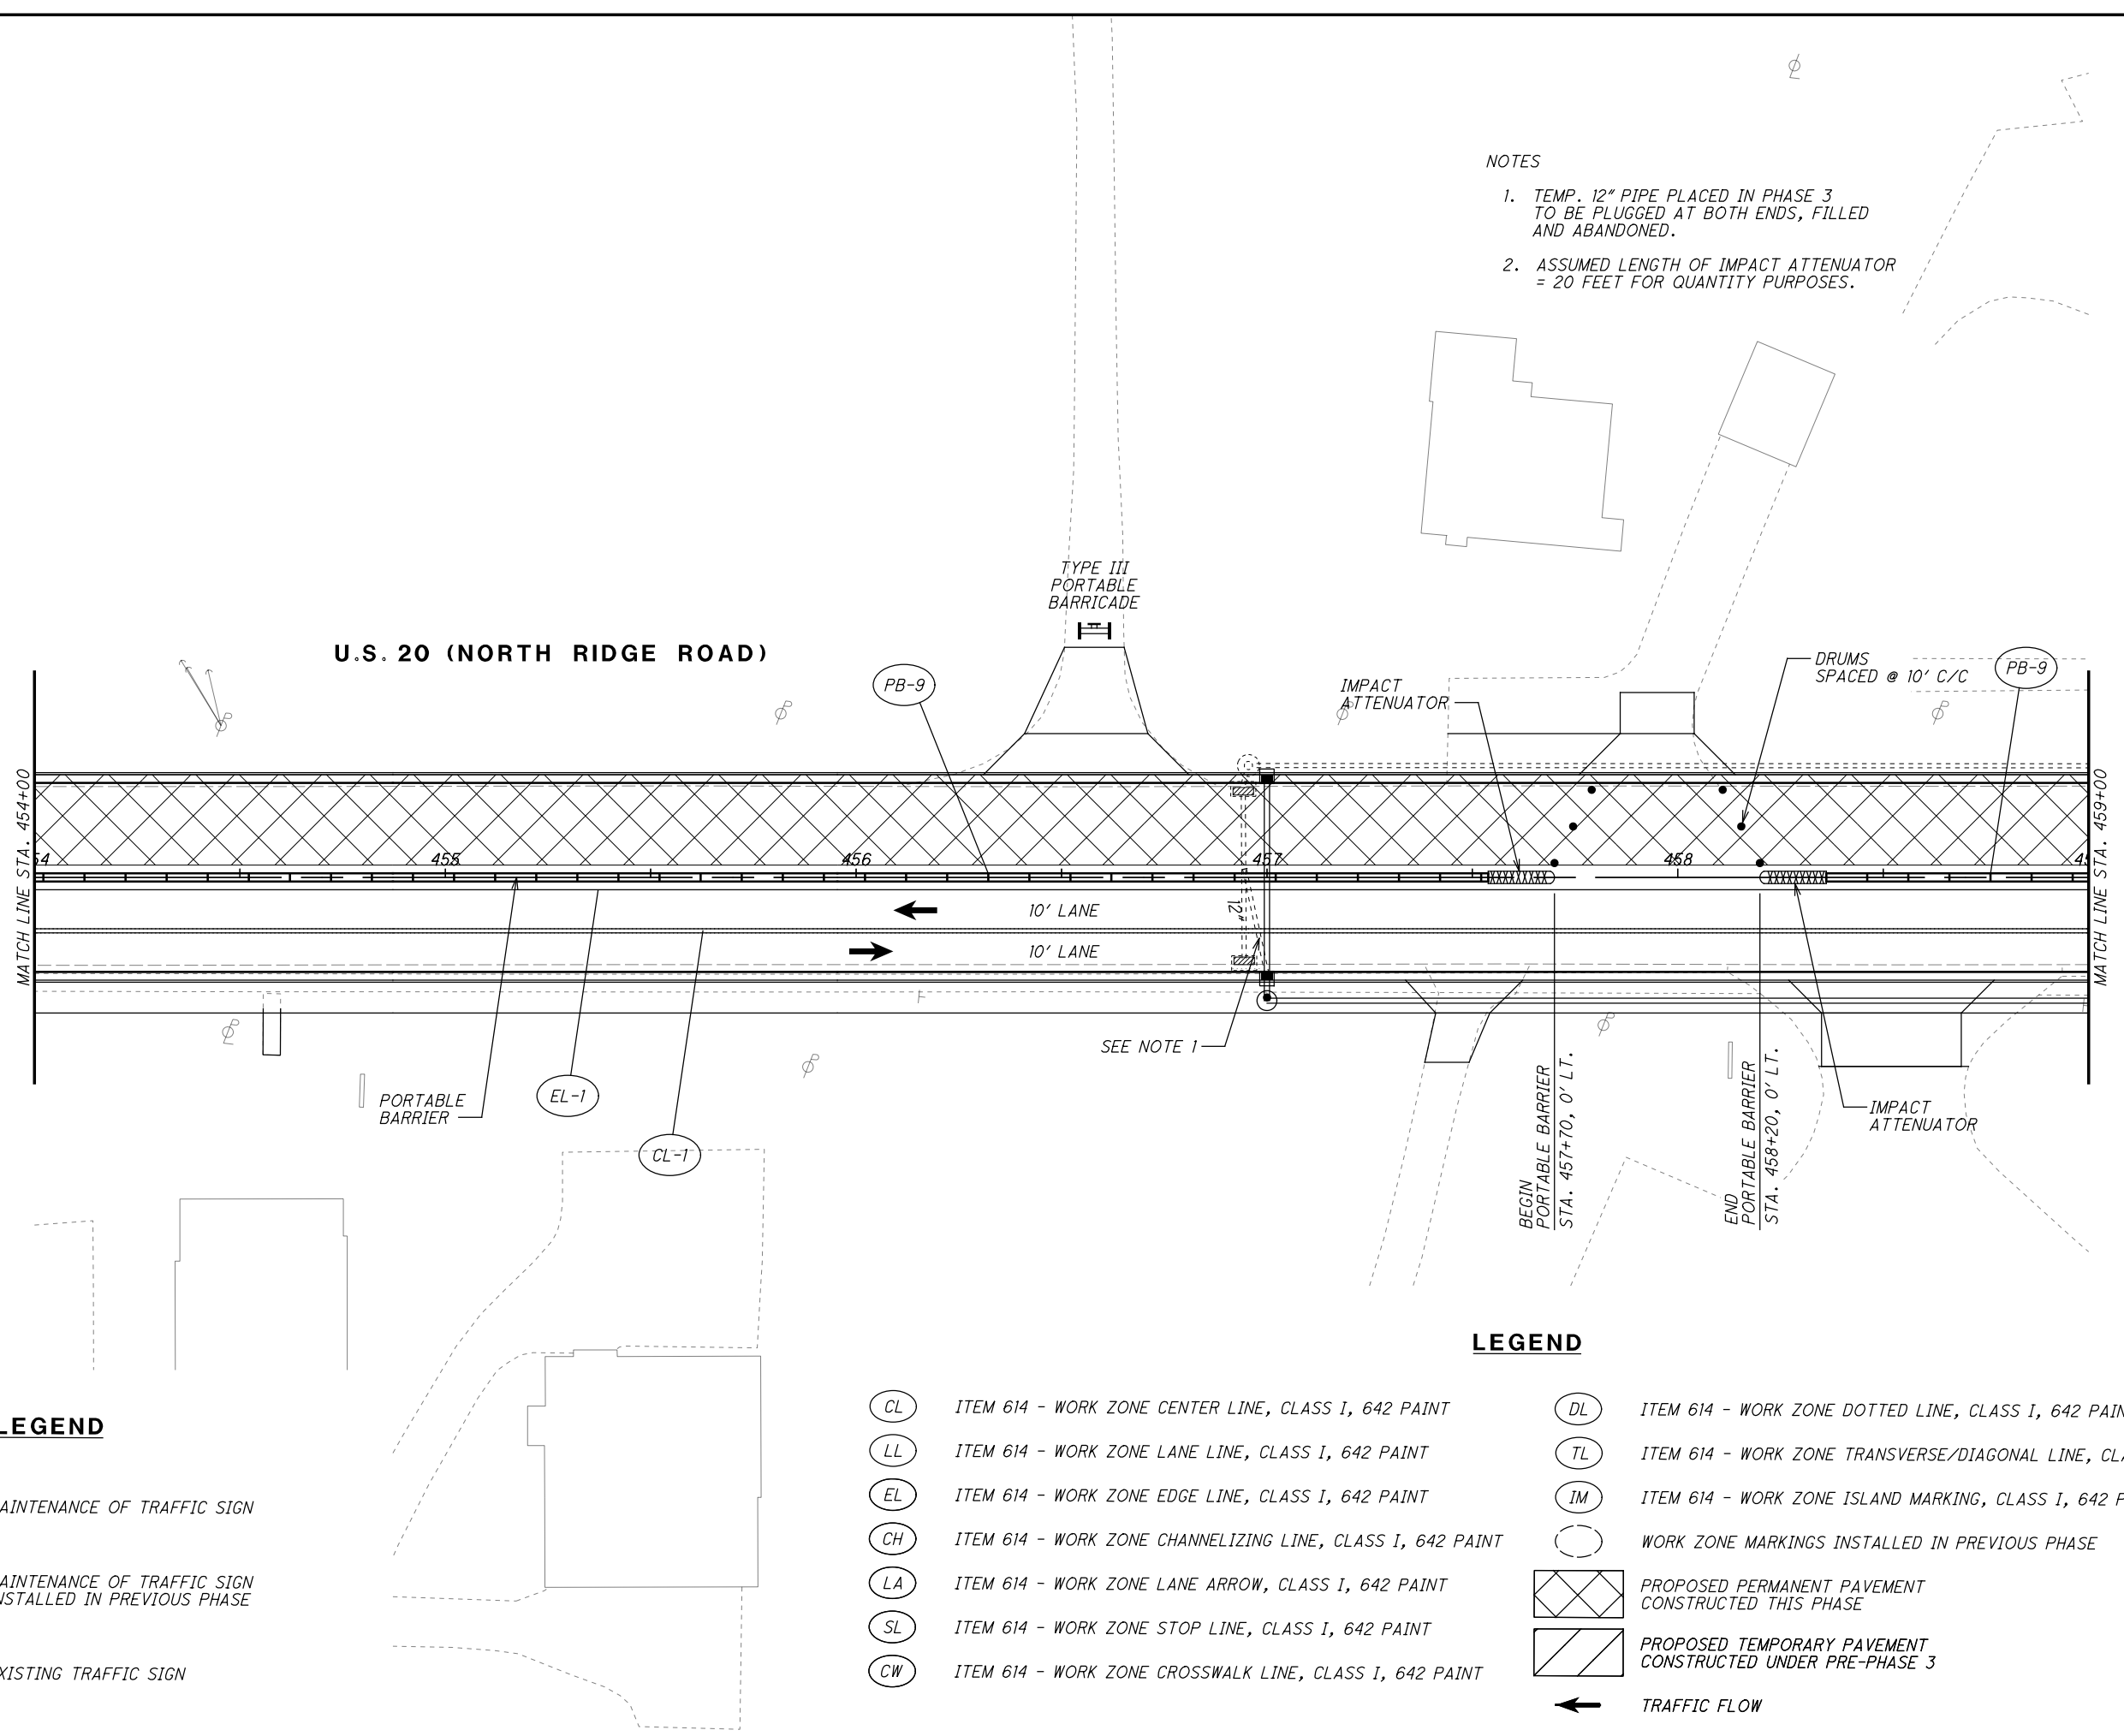 NOTES
1. TEMP. 12" PIPE PLACED IN PHASE 3
TO BE PLUGGED AT BOTH ENDS, FILLED
AND ABANDONED.
2. ASSUMED LENGTH OF IMPACT ATTENUATOR
= 20 FEET FOR QUANTITY PURPOSES.
TYPE III
PORTABLE
BARRICADE
U.S. 20 (NORTH RIDGE ROAD)
PB-9
IMPACT
ATTENUATOR
DRUMS
SPACED @ 10' C/C
PB-9
MATCH LINE STA. 454+00
MATCH LINE STA. 459+00
54
455
456
457
458
45
10' LANE
10' LANE
12"
SEE NOTE 1
PORTABLE
BARRIER
EL-1
CL-1
BEGIN
PORTABLE BARRIER
STA. 457+70, 0' LT.
END
PORTABLE BARRIER
STA. 458+20, 0' LT.
IMPACT
ATTENUATOR
LEGEND
AINTENANCE OF TRAFFIC SIGN
AINTENANCE OF TRAFFIC SIGN
NSTALLED IN PREVIOUS PHASE
XISTING TRAFFIC SIGN
LEGEND
CL ITEM 614 - WORK ZONE CENTER LINE, CLASS I, 642 PAINT
LL ITEM 614 - WORK ZONE LANE LINE, CLASS I, 642 PAINT
EL ITEM 614 - WORK ZONE EDGE LINE, CLASS I, 642 PAINT
CH ITEM 614 - WORK ZONE CHANNELIZING LINE, CLASS I, 642 PAINT
LA ITEM 614 - WORK ZONE LANE ARROW, CLASS I, 642 PAINT
SL ITEM 614 - WORK ZONE STOP LINE, CLASS I, 642 PAINT
CW ITEM 614 - WORK ZONE CROSSWALK LINE, CLASS I, 642 PAINT
DL ITEM 614 - WORK ZONE DOTTED LINE, CLASS I, 642 PAIN
TL ITEM 614 - WORK ZONE TRANSVERSE/DIAGONAL LINE, CLA
IM ITEM 614 - WORK ZONE ISLAND MARKING, CLASS I, 642 P
WORK ZONE MARKINGS INSTALLED IN PREVIOUS PHASE
PROPOSED PERMANENT PAVEMENT
CONSTRUCTED THIS PHASE
PROPOSED TEMPORARY PAVEMENT
CONSTRUCTED UNDER PRE-PHASE 3
TRAFFIC FLOW